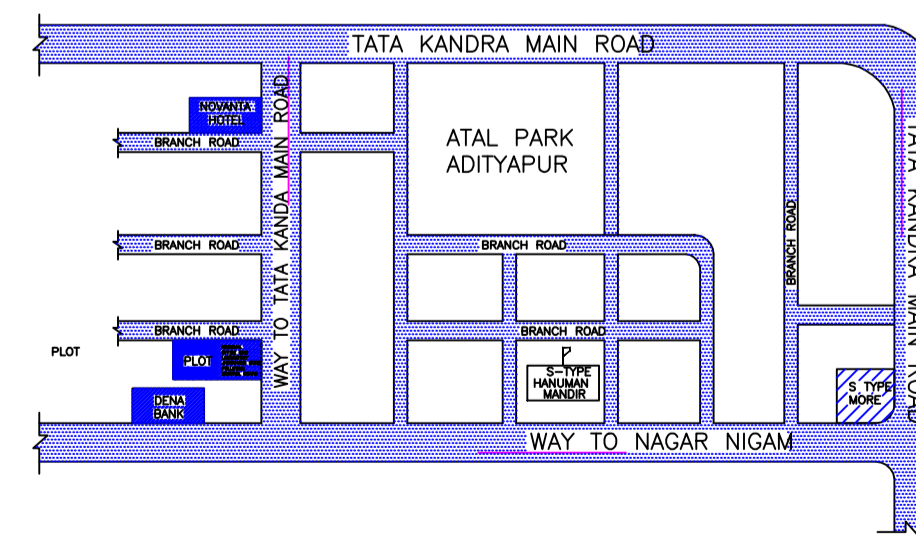 TATA KANDRA MAIN ROAD
NOVANTA
HOTEL
BRANCH ROAD
WAY TO TATA KANDA MAIN ROAD
ATAL PARK
ADITYAPUR
BRANCH ROAD
BRANCH ROAD
BRANCH ROAD
TATA KANDRA MAIN ROAD
BRANCH ROAD
BRANCH ROAD
PLOT
PLOT
S-TYPE
HANUMAN
MANDIR
S TYPE
MORE
DENA
BANK
WAY TO NAGAR NIGAM